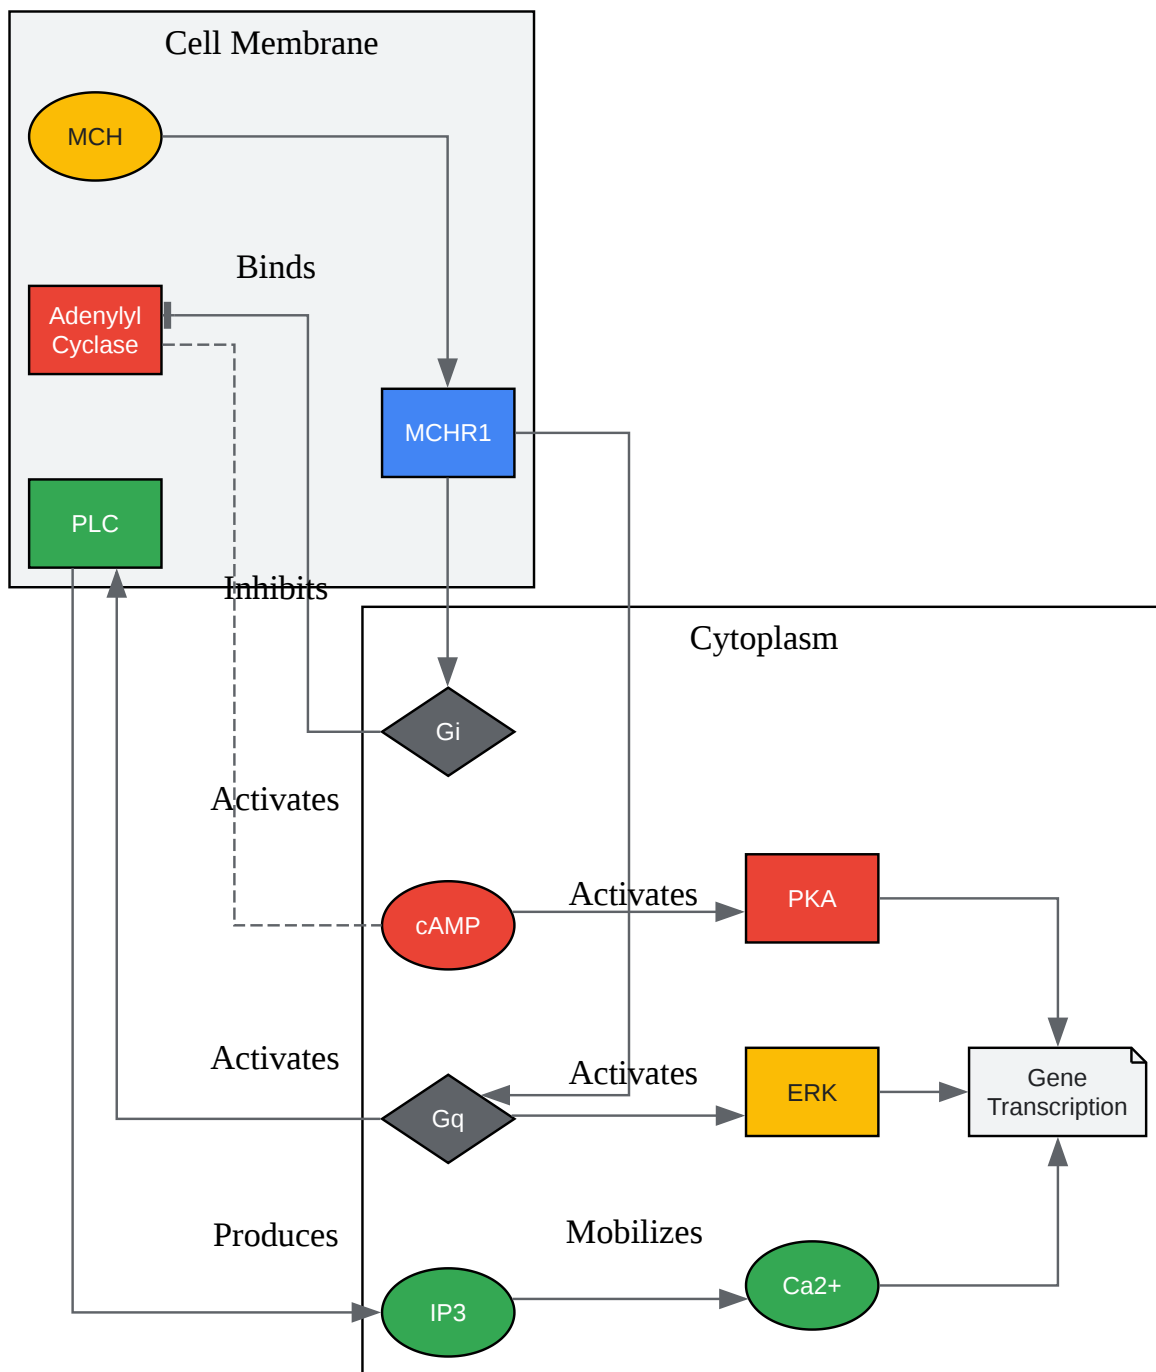 Cell Membrane
MCH
Binds
Adenylyl
Cyclase
MCHR1
PLC
Inhibits
Cytoplasm
Gi
Activates
Activates
PKA
cAMP
Activates
Activates
Gq
ERK
Gene
Transcription
Produces
Mobilizes
IP3
Ca2+